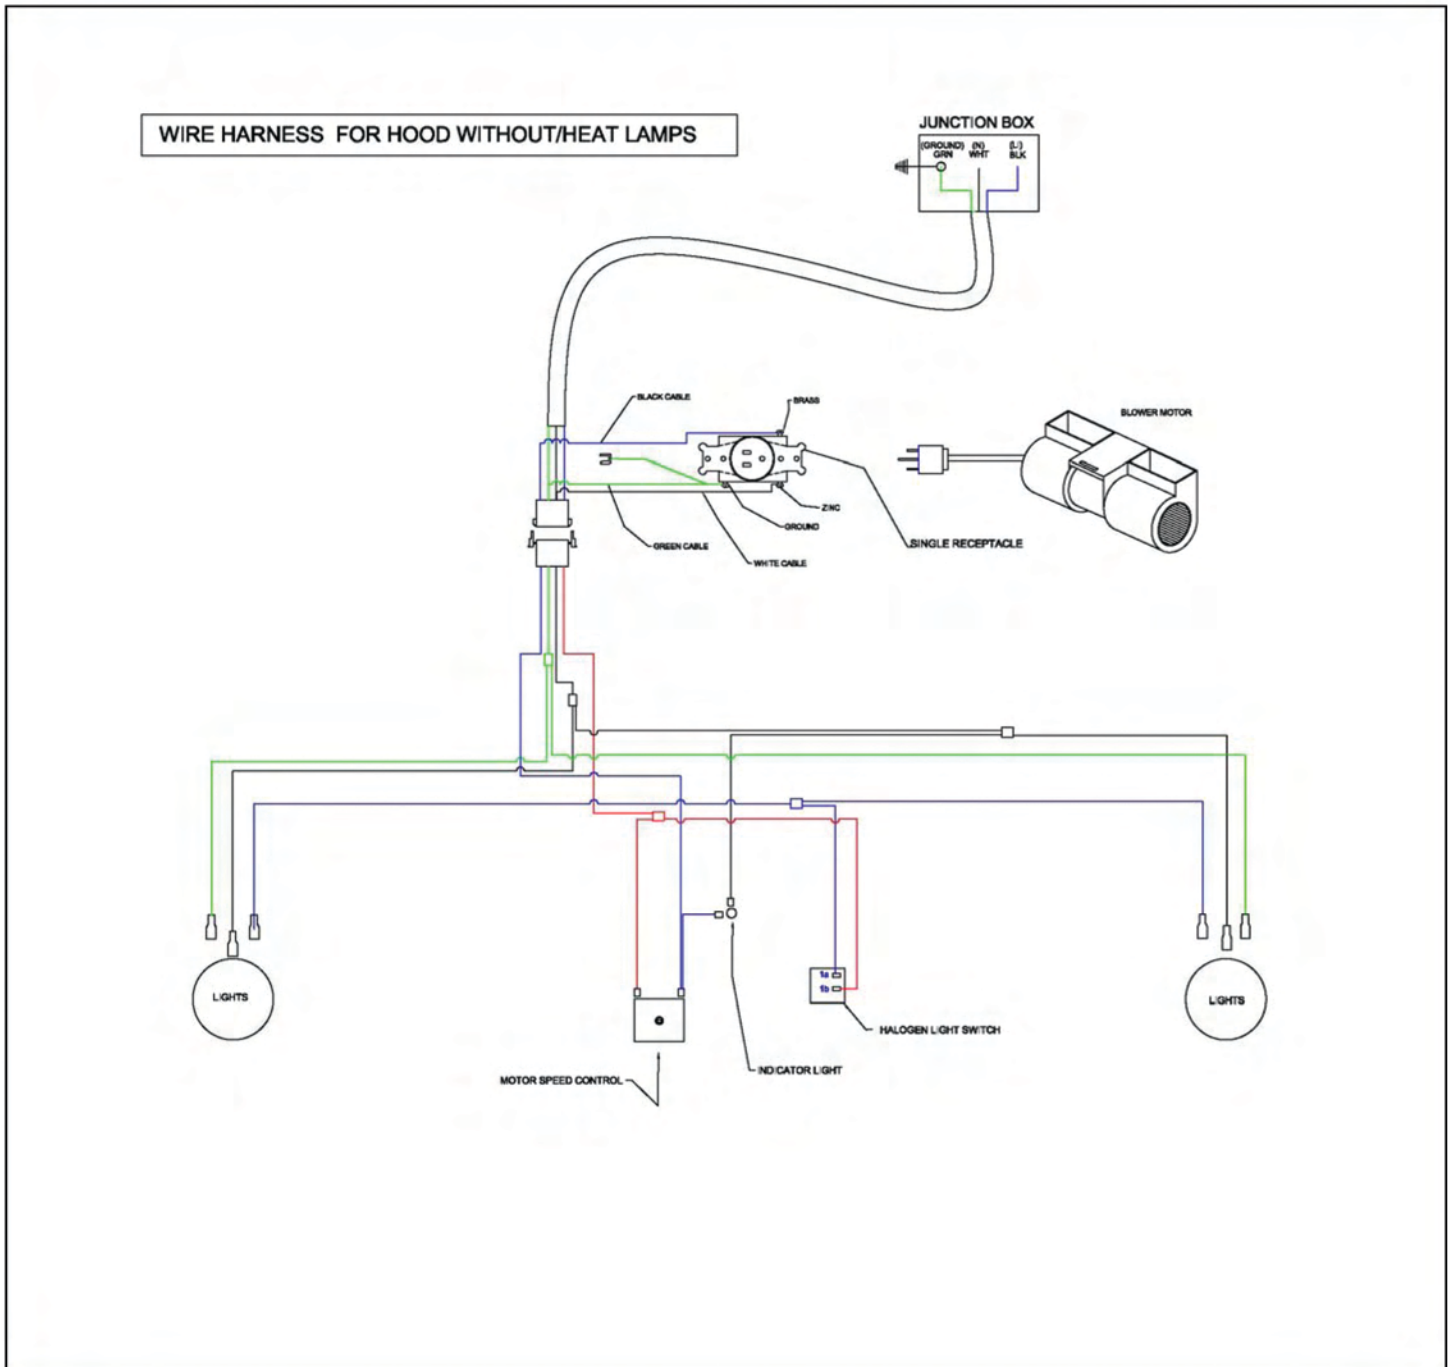 WIRE HARNESS FOR HOOD WITHOUT/HEAT LAMPS
JUNCTION BOX
(GROUND) (N) (L)
GRN WHT BLK
BLACK CABLE
BRASS
BLOWER MOTOR
ZINC
GROUND
SINGLE RECEPTACLE
GREEN CABLE
WHITE CABLE
1a
1b
LIGHTS
LIGHTS
HALOGEN LIGHT SWITCH
INDICATOR LIGHT
MOTOR SPEED CONTROL